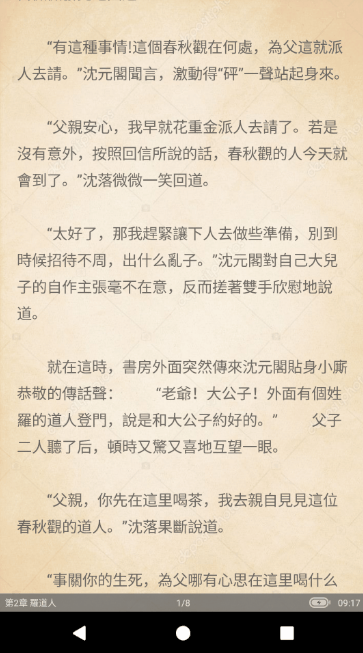 “有這種事情!這個春秋觀在何處，為父這就派
人去請。”沈元閣聞言，激動得“砰”一聲站起身來。
“父親安心，我早就花重金派人去請了。若是
沒有意外，按照回信所說的話，春秋觀的人今天就
會到了。”沈落微微一笑回道。
“太好了，那我趕緊讓下人去做些準備，別到
時候招待不周，出什么亂子。”沈元閣對自己大兒
子的自作主張毫不在意，反而搓著雙手欣慰地說
道。
就在這時，書房外面突然傳來沈元閣貼身小廝
恭敬的傳話聲： “老爺！大公子！外面有個姓
羅的道人登門，說是和大公子約好的。” 父子
二人聽了后，頓時又驚又喜地互望一眼。
“父親，你先在這里喝茶，我去親自見見這位
春秋觀的道人。”沈落果斷說道。
“事關你的生死，為父哪有心思在這里喝什么
第2章 羅道人 1/8 09:17